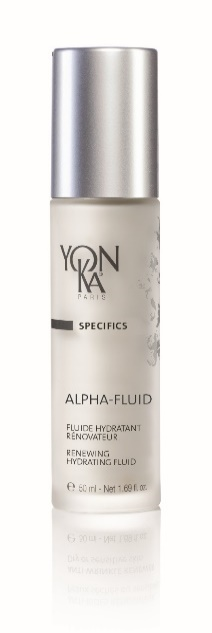 YON
KA®
PARIS
SPECIFICS
ALPHA-FLUID
FLUIDE HYDRATANT
RÉNOVATEUR
RENEWING
HYDRATING FLUID
℮ 50 ml - Net 1.69 fl. oz.